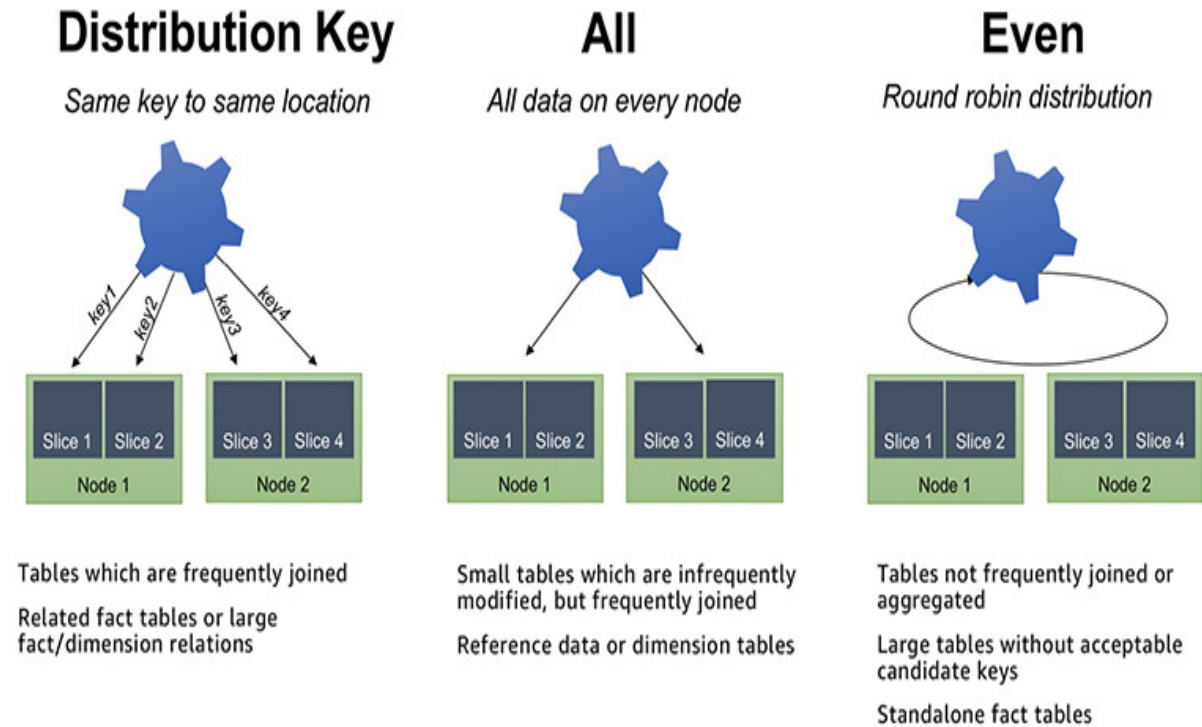 Distribution Key
Same key to same location
key1
key2
key3
key4
Slice 1
Slice 2
Node 1
Slice 3
Slice 4
Node 2
Tables which are frequently joined
Related fact tables or large
fact/dimension relations
All
All data on every node
Slice 1
Slice 2
Node 1
Slice 3
Slice 4
Node 2
Small tables which are infrequently
modified, but frequently joined
Reference data or dimension tables
Even
Round robin distribution
Slice 1
Slice 2
Node 1
Slice 3
Slice 4
Node 2
Tables not frequently joined or
aggregated
Large tables without acceptable
candidate keys
Standalone fact tables